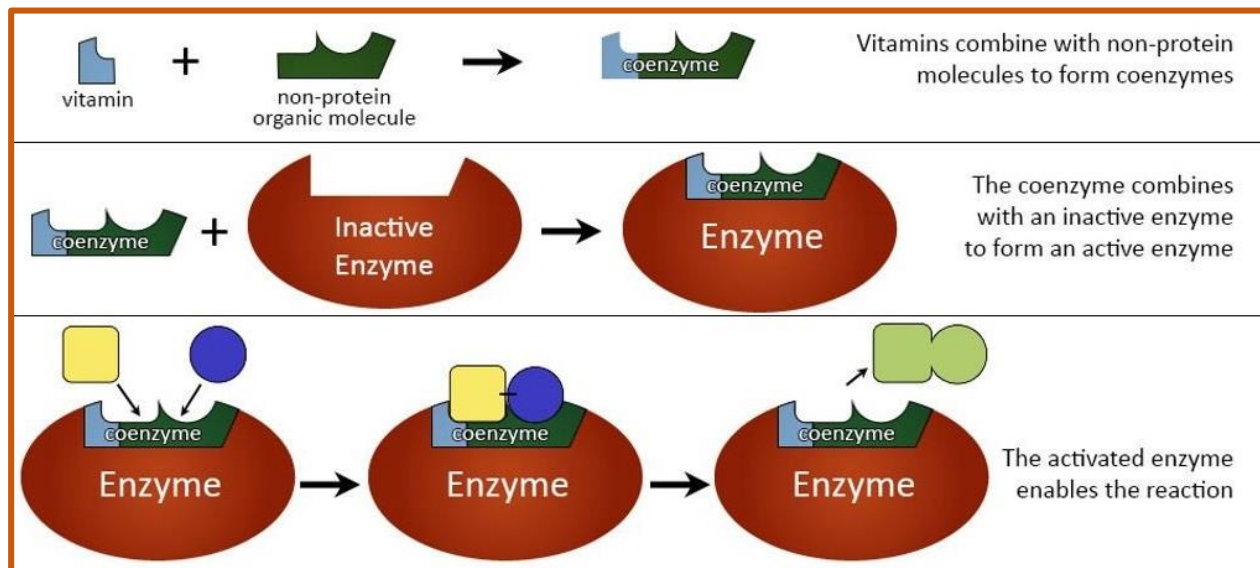 vitamin
+
non-protein
organic molecule
coenzyme
Vitamins combine with non-protein
molecules to form coenzymes
coenzyme
+
Inactive
Enzyme
coenzyme
Enzyme
The coenzyme combines
with an inactive enzyme
to form an active enzyme
coenzyme
Enzyme
+
coenzyme
Enzyme
coenzyme
Enzyme
The activated enzyme
enables the reaction